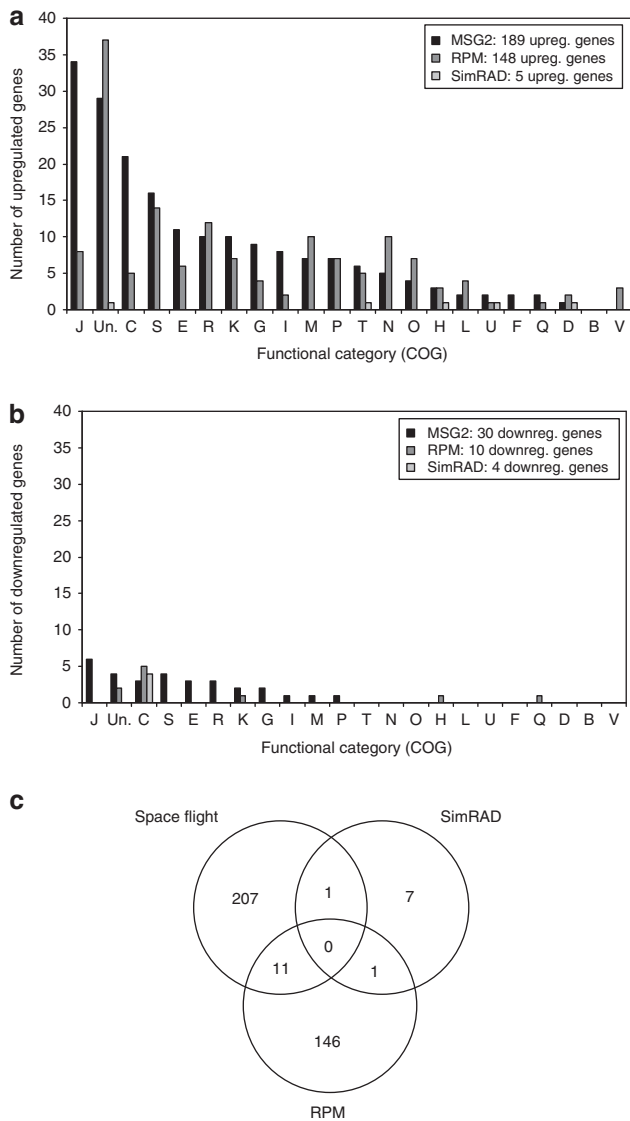 a
40
35
30
25
20
15
10
5
0
Number of upregulated genes
MSG2: 189 upreg. genes
RPM: 148 upreg. genes
SimRAD: 5 upreg. genes
J Un. C S E R K G I M P T N O H L U F Q D B V
Functional category (COG)
b
40
35
30
25
20
15
10
5
0
Number of downregulated genes
MSG2: 30 downreg. genes
RPM: 10 downreg. genes
SimRAD: 4 downreg. genes
J Un. C S E R K G I M P T N O H L U F Q D B V
Functional category (COG)
c
Space flight
SimRAD
207
1
7
0
11
1
146
RPM